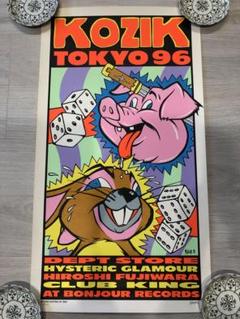 KOZIK
TOKYO 96
DEPT STORE
HYSTERIC GLAMOUR
HIROSHI FUJIWARA
CLUB KING
AT BONJOUR RECORDS